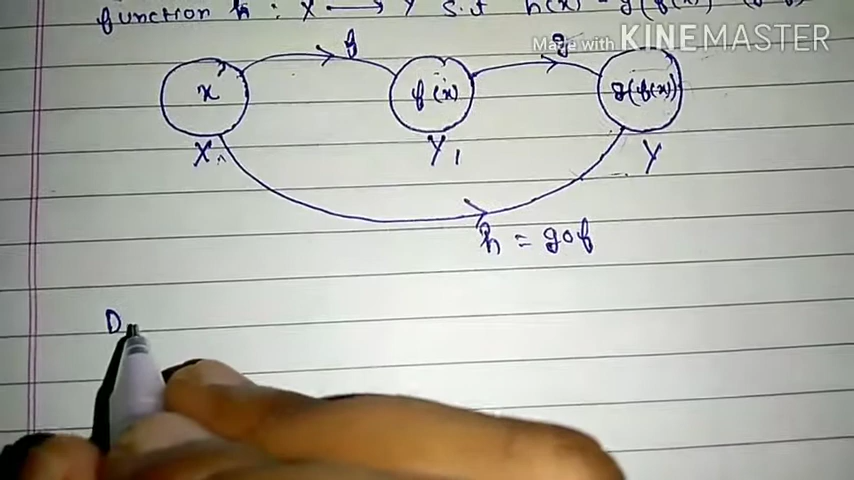 function h : X → Y s.t h(x) = g(f(x))
Made with KINEMASTER
f g
x f(x) g(f(x))
X Y1 Y
h = gof
D